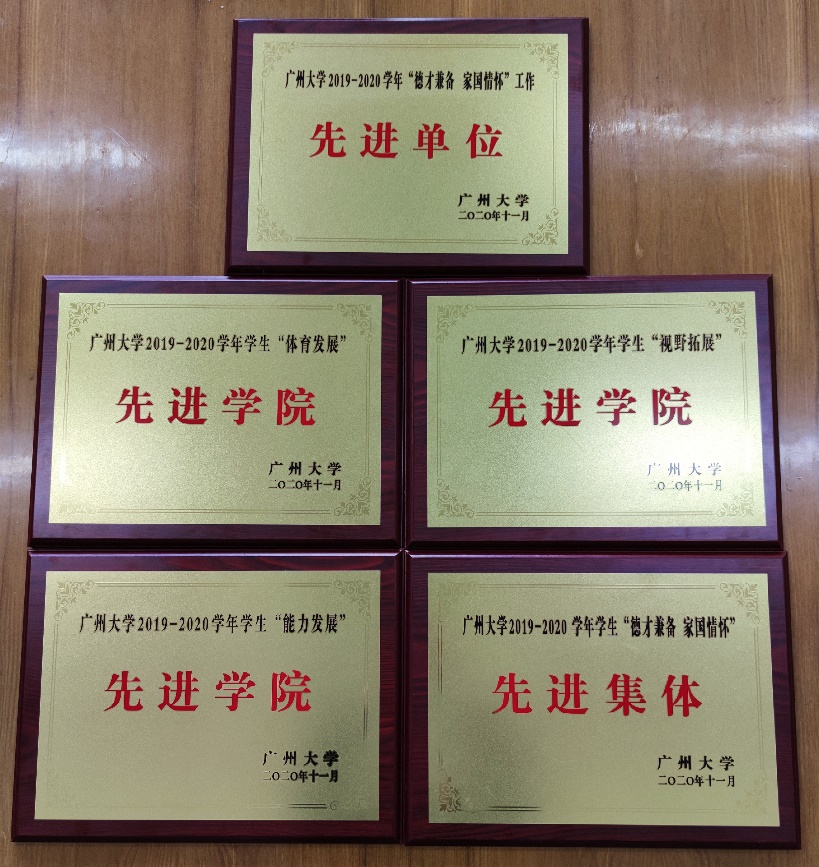 广州大学2019-2020学年“德才兼备 家国情怀”工作
先进单位
广州大学
二〇二〇年十一月
广州大学2019-2020学年学生“体育发展”
先进学院
广州大学
二〇二〇年十一月
广州大学2019-2020学年学生“视野拓展”
先进学院
广州大学
二〇二〇年十一月
广州大学2019-2020学年学生“能力发展”
先进学院
广州大学
二〇二〇年十一月
广州大学2019-2020 学年学生“德才兼备 家国情怀”
先进集体
广州大学
二〇二〇年十一月